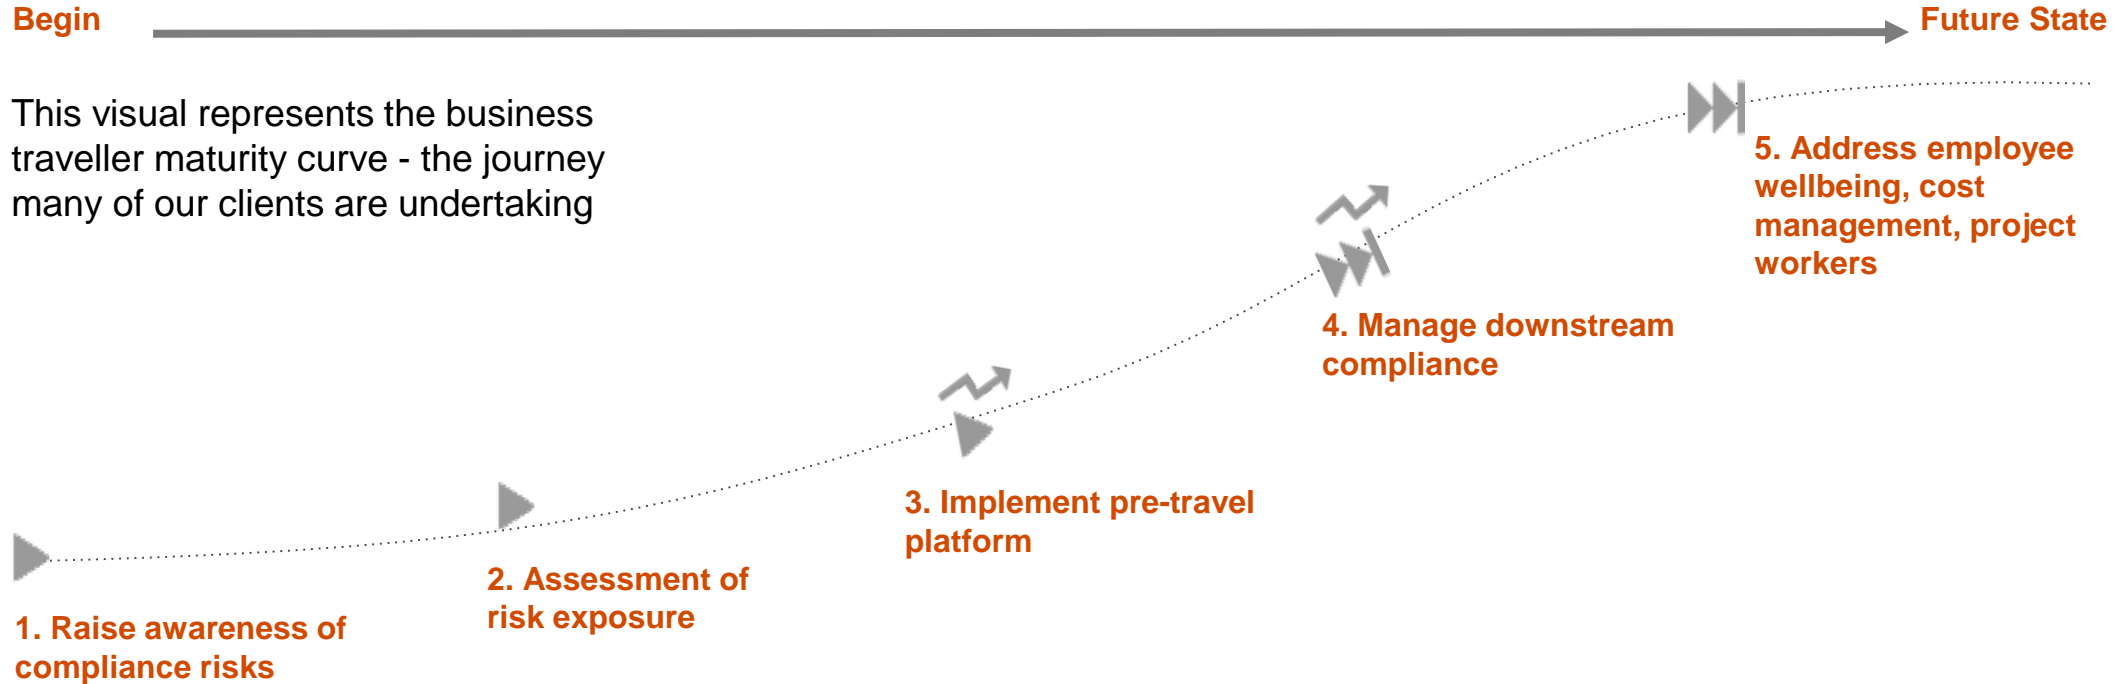 Begin
Future State
This visual represents the business
traveller maturity curve - the journey
many of our clients are undertaking
5. Address employee
wellbeing, cost
management, project
workers
4. Manage downstream
compliance
3. Implement pre-travel
platform
2. Assessment of
risk exposure
1. Raise awareness of
compliance risks